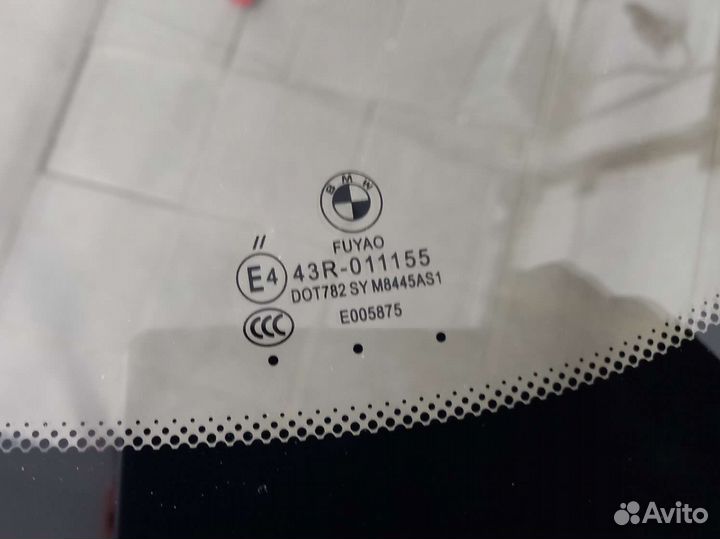 BMW
FUYAO
//
E4 43R-011155
DOT782 SY M8445AS1
CCC E005875
Avito